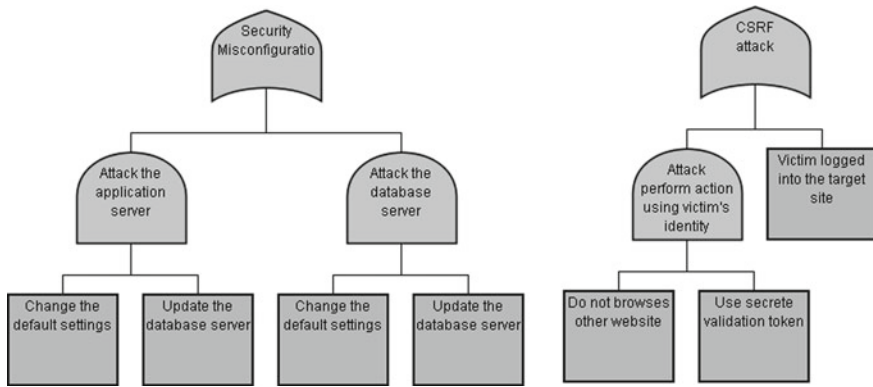 Security
Misconfiguratio
Attack the
application
server
Attack the
database
server
Change the
default settings
Update the
database server
Change the
default settings
Update the
database server
CSRF
attack
Attack
perform action
using victim's
identity
Victim logged
into the target
site
Do not browses
other website
Use secrete
validation token